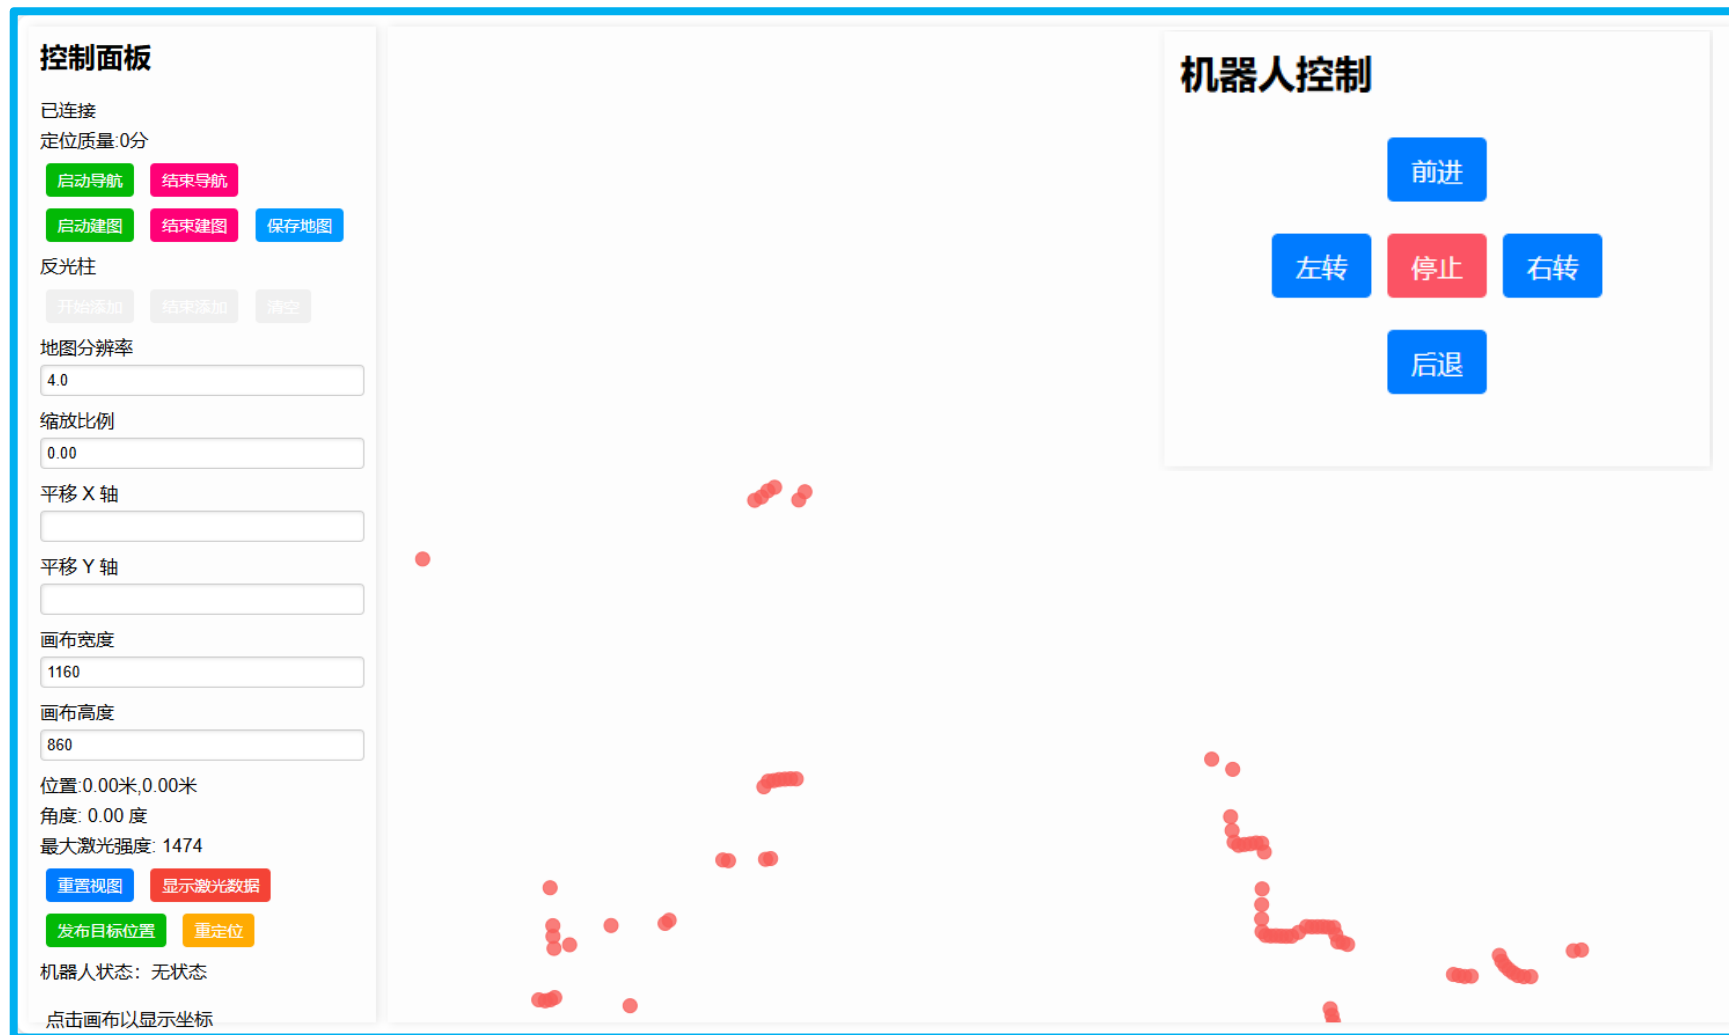 控制面板
已连接
定位质量:0分
启动导航 结束导航
启动建图 结束建图 保存地图
反光柱
开始添加 结束添加 清空
地图分辨率
4.0
缩放比例
0.00
平移 X 轴
平移 Y 轴
画布宽度
1160
画布高度
860
位置:0.00米,0.00米
角度: 0.00 度
最大激光强度: 1474
重置视图 显示激光数据
发布目标位置 重定位
机器人状态：无状态
点击画布以显示坐标
机器人控制
前进
左转 停止 右转
后退